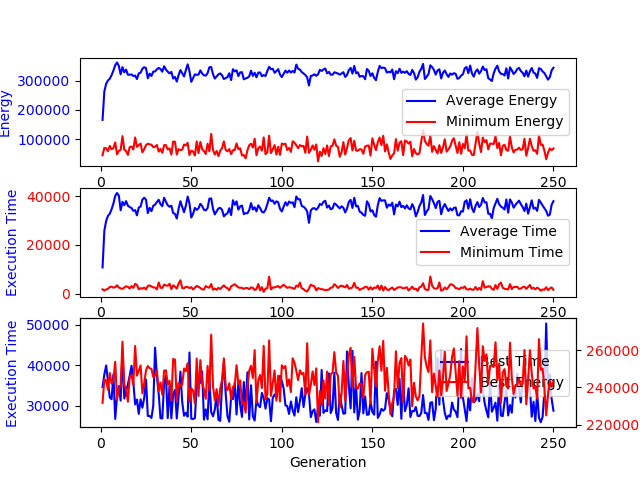 Energy
300000
200000
100000
Average Energy
Minimum Energy
0 50 100 150 200 250
Execution Time
40000
20000
0
Average Time
Minimum Time
0 50 100 150 200 250
Execution Time
50000
40000
30000
Best Time
Best Energy
260000
240000
220000
0 50 100 150 200 250
Generation